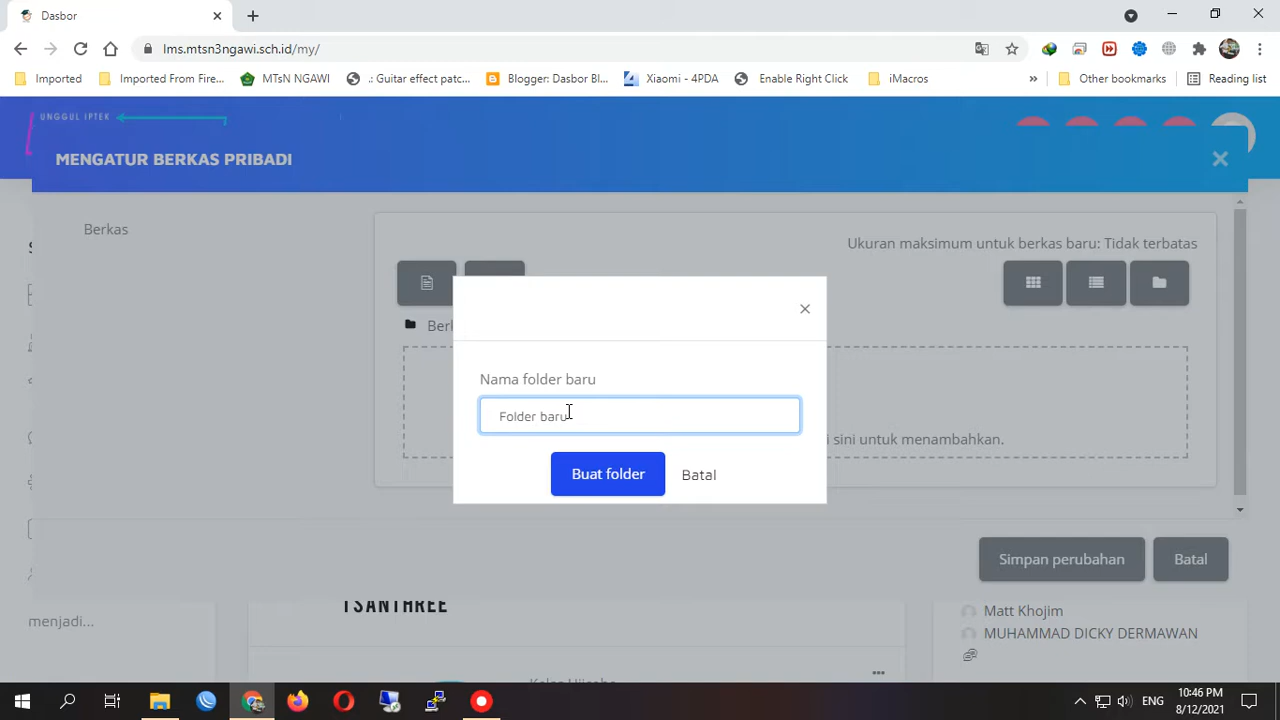 Dasbor
lms.mtsn3ngawi.sch.id/my/
Imported
Imported From Fire...
MTsN NGAWI
.: Guitar effect patc...
Blogger: Dasbor Bl...
Xiaomi - 4PDA
Enable Right Click
iMacros
»
Other bookmarks
Reading list
UNGGUL IPTEK
MENGATUR BERKAS PRIBADI
Berkas
Ukuran maksimum untuk berkas baru: Tidak terbatas
Nama folder baru
Folder baru
i sini untuk menambahkan.
Buat folder
Batal
Simpan perubahan
Batal
TSANTHREE
menjadi...
Matt Khojim
MUHAMMAD DICKY DERMAWAN
ENG
10:46 PM
8/12/2021